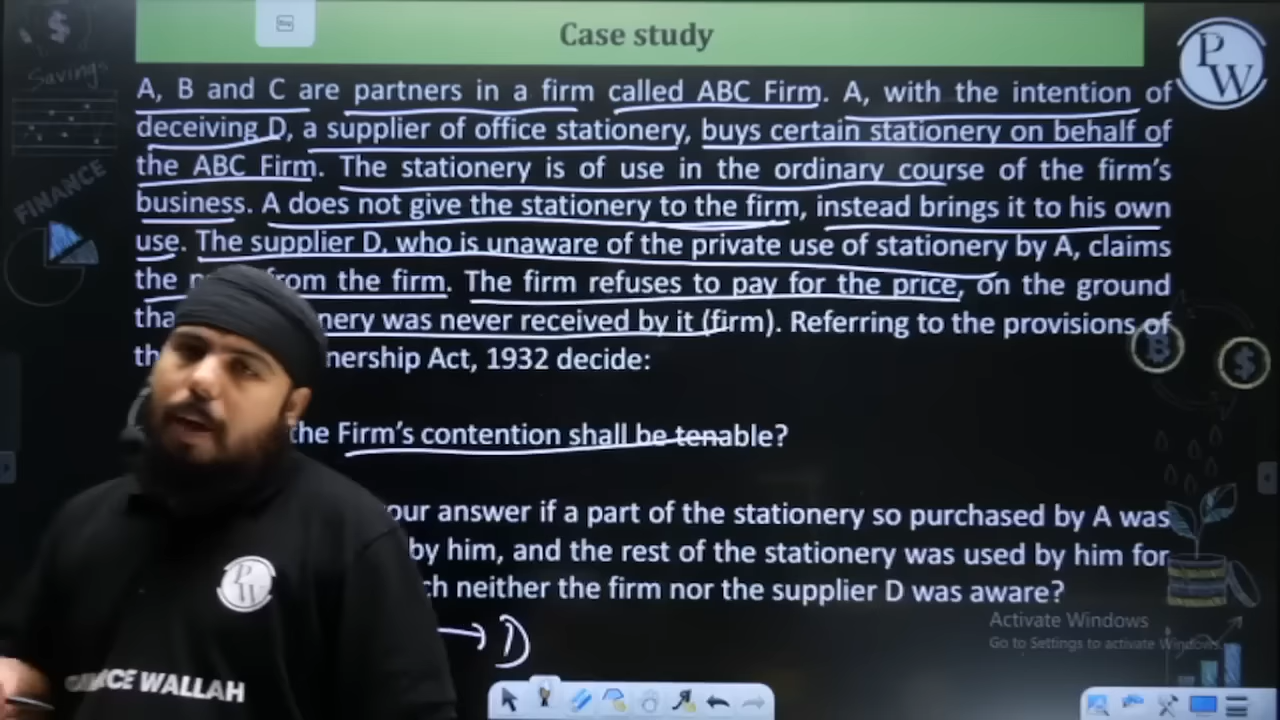 Case study
P
W
Savings
FINANCE
A, B and C are partners in a firm called ABC Firm. A, with the intention of
deceiving D, a supplier of office stationery, buys certain stationery on behalf of
the ABC Firm. The stationery is of use in the ordinary course of the firm's
business. A does not give the stationery to the firm, instead brings it to his own
use. The supplier D, who is unaware of the private use of stationery by A, claims
the from the firm. The firm refuses to pay for the price, on the ground
was never received by it (firm). Referring to the provisions of
Act, 1932 decide:
the Firm's contention shall be tenable?
answer if a part of the stationery so purchased by A was
by him, and the rest of the stationery was used by him for
neither the firm nor the supplier D was aware?
→ D
Activate Windows
Go to Settings to activate Windows.
P
W
WALLAH